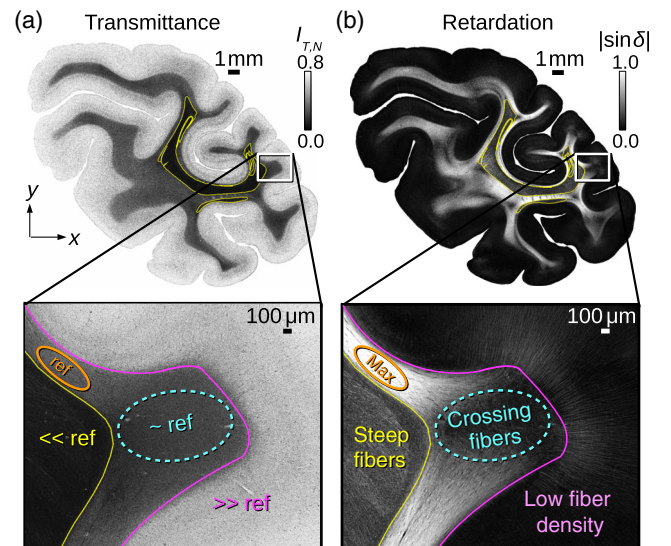 (a) Transmittance
I_T,N
1mm
0.8
0.0
y
x
100 μm
ref
<< ref
~ ref
>> ref
(b) Retardation
|sinδ|
1mm
1.0
0.0
100 μm
Max
Crossing
fibers
Steep
fibers
Low fiber
density